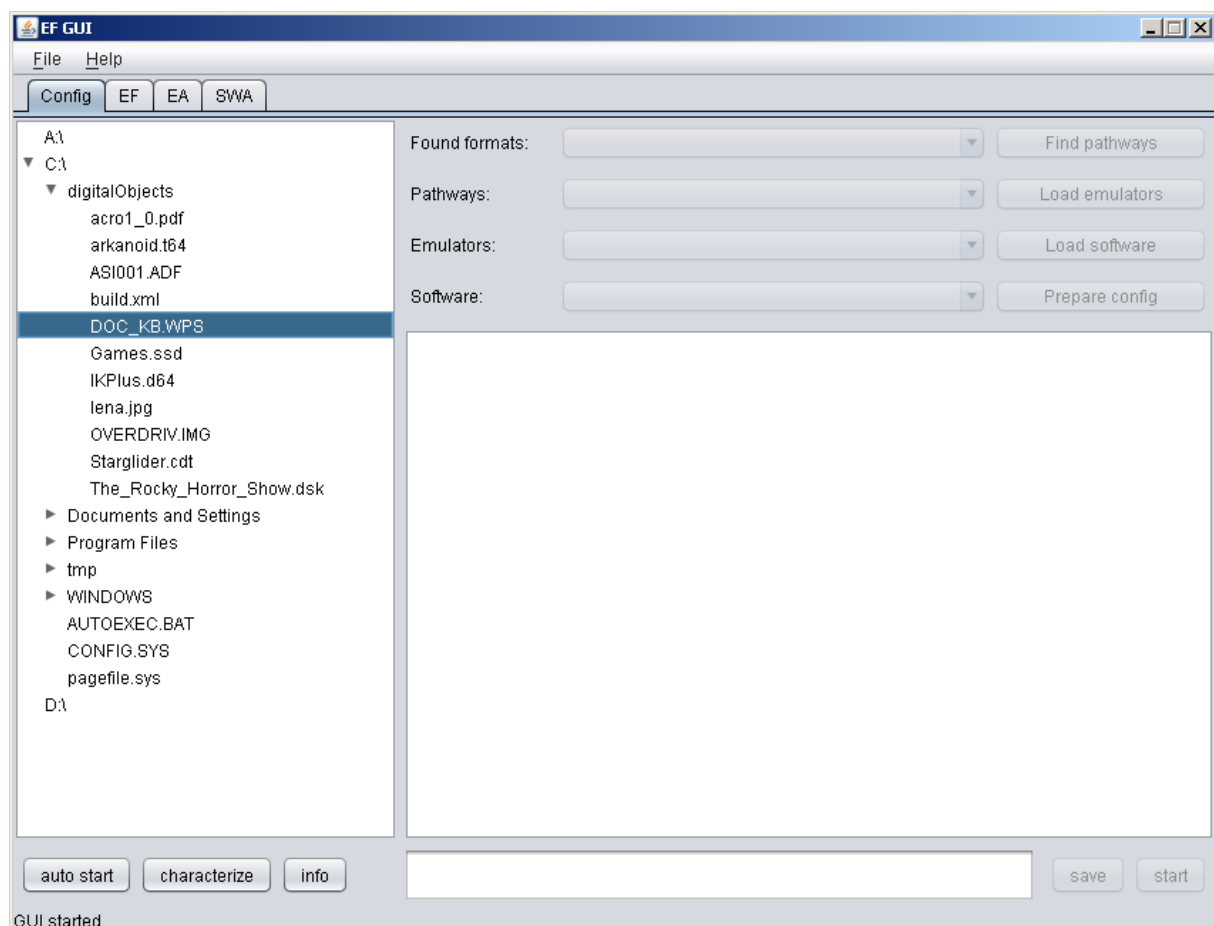 EF GUI
File Help
Config EF EA SWA
A:\
C:\
digitalObjects
acro1_0.pdf
arkanoid.t64
ASI001.ADF
build.xml
DOC_KB.WPS
Games.ssd
IKPlus.d64
lena.jpg
OVERDRIV.IMG
Starglider.cdt
The_Rocky_Horror_Show.dsk
Documents and Settings
Program Files
tmp
WINDOWS
AUTOEXEC.BAT
CONFIG.SYS
pagefile.sys
D:\
Found formats: Find pathways
Pathways: Load emulators
Emulators: Load software
Software: Prepare config
auto start characterize info save start
GUI started